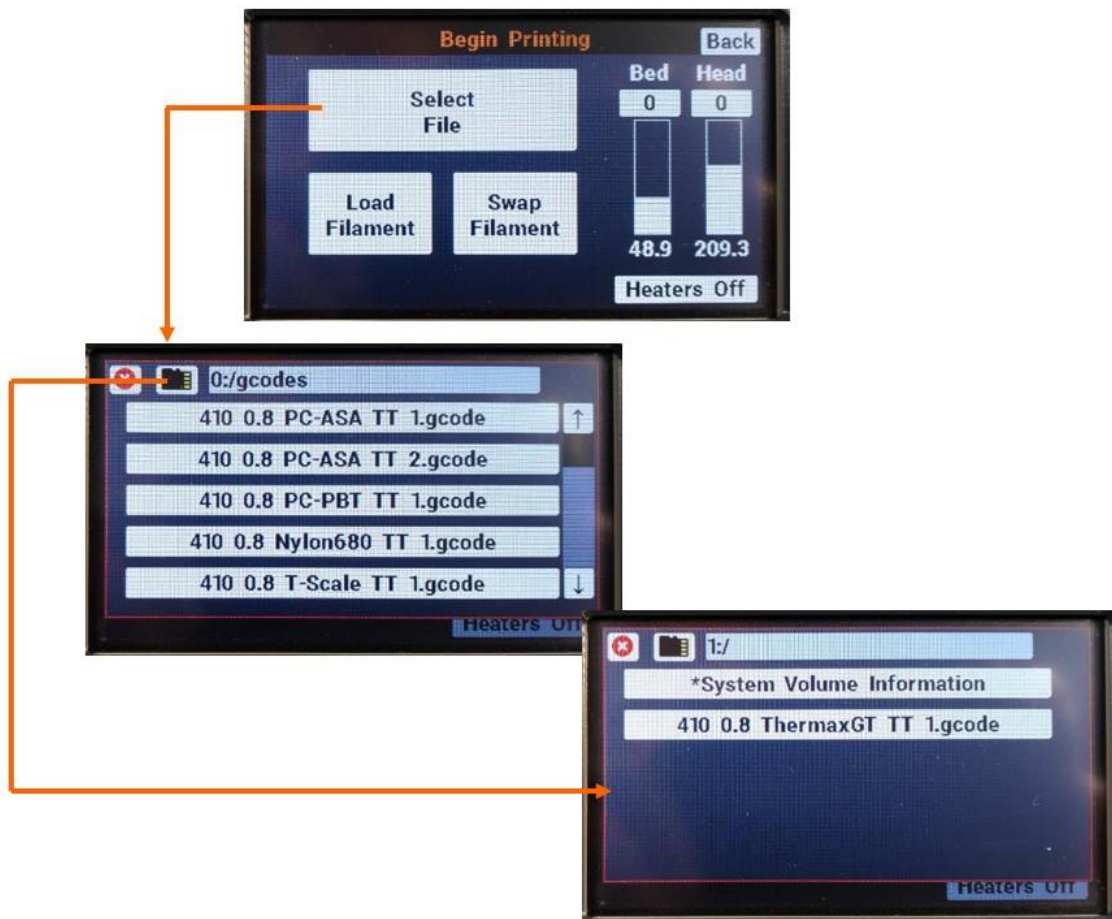 Begin Printing
Back
Bed Head
0 0
Select
File
Load
Filament
Swap
Filament
48.9 209.3
Heaters Off
0:/gcodes
410 0.8 PC-ASA TT 1.gcode
↑
410 0.8 PC-ASA TT 2.gcode
410 0.8 PC-PBT TT 1.gcode
410 0.8 Nylon680 TT 1.gcode
410 0.8 T-Scale TT 1.gcode
↓
Heaters Off
1:/
*System Volume Information
410 0.8 ThermaxGT TT 1.gcode
Heaters Off